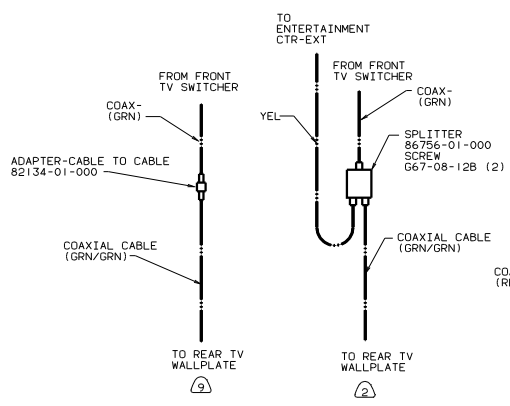 TO
ENTERTAINMENT
CTR-EXT
FROM FRONT
TV SWITCHER
COAX-
(GRN)
ADAPTER-CABLE TO CABLE
82134-01-000
COAXIAL CABLE
(GRN/GRN)
TO REAR TV
WALLPLATE
9
FROM FRONT
TV SWITCHER
COAX-
(GRN)
YEL
SPLITTER
86756-01-000
SCREW
G67-08-12B (2)
COAXIAL CABLE
(GRN/GRN)
TO REAR TV
WALLPLATE
2